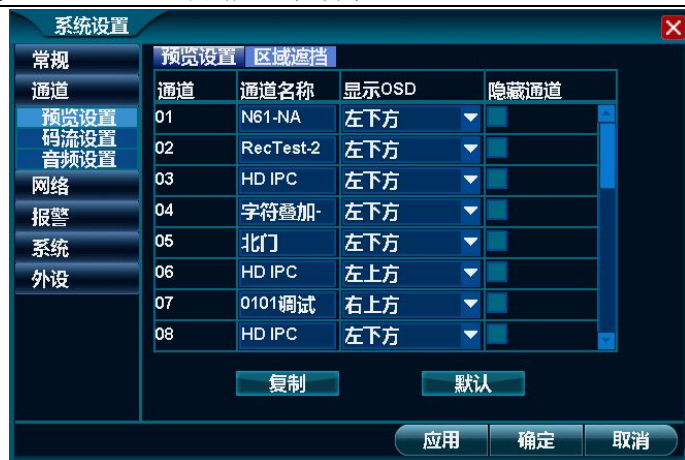 系统设置
常规
通道
预览设置
码流设置
音频设置
网络
报警
系统
外设
预览设置 区域遮挡
通道 通道名称 显示OSD 隐藏通道
01 N61-NA 左下方
02 RecTest-2 左下方
03 HD IPC 左下方
04 字符叠加- 左下方
05 北门 左下方
06 HD IPC 左上方
07 0101调试 右上方
08 HD IPC 左下方
复制 默认
应用 确定 取消